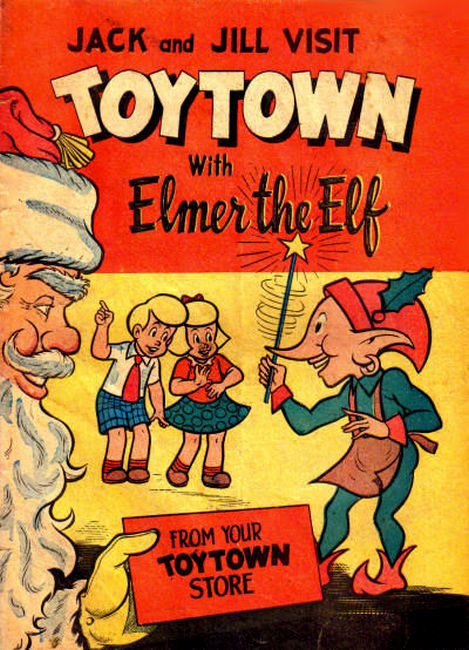 JACK and JILL VISIT
TOYTOWN
With
Elmer the Elf
FROM YOUR
TOYTOWN
STORE